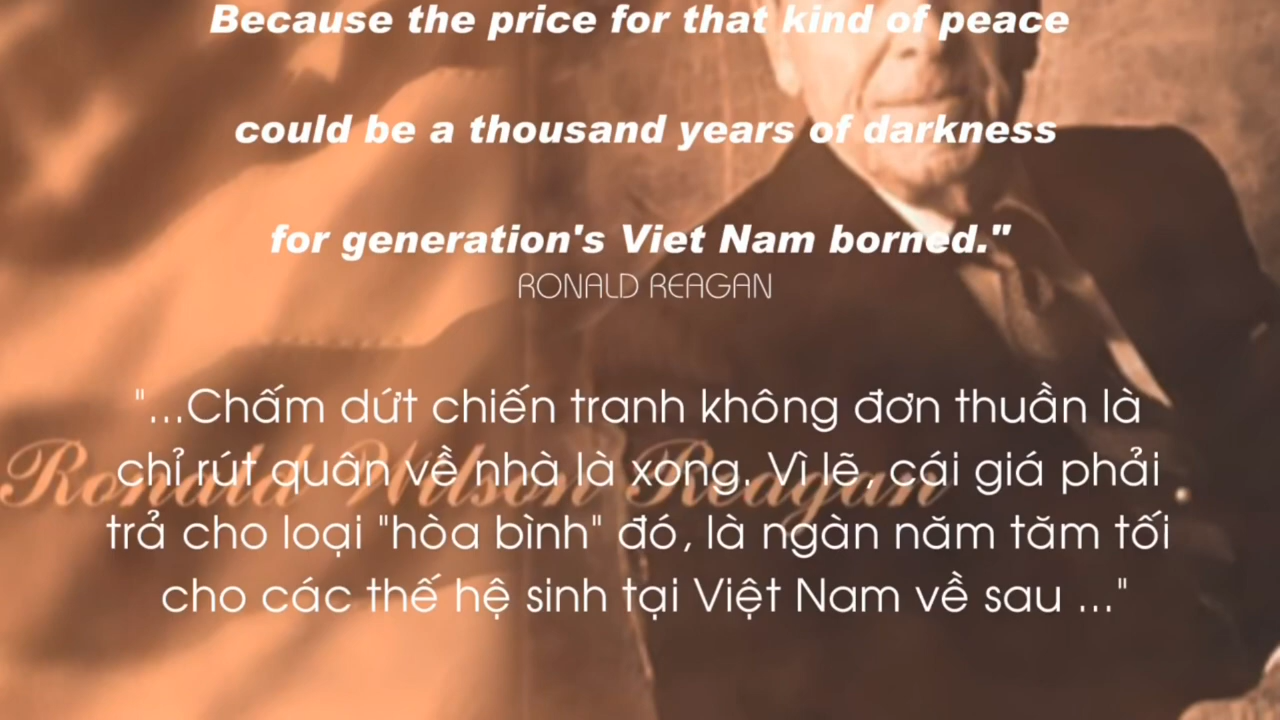 Because the price for that kind of peace
could be a thousand years of darkness
for generation's Viet Nam borned."
RONALD REAGAN
"...Chấm dứt chiến tranh không đơn thuần là
chỉ rút quân về nhà là xong. Vì lẽ, cái giá phải
Ronald Wilson Reagan .
trả cho loại "hòa bình" đó, là ngàn năm tăm tối
cho các thế hệ sinh tại Việt Nam về sau ..."